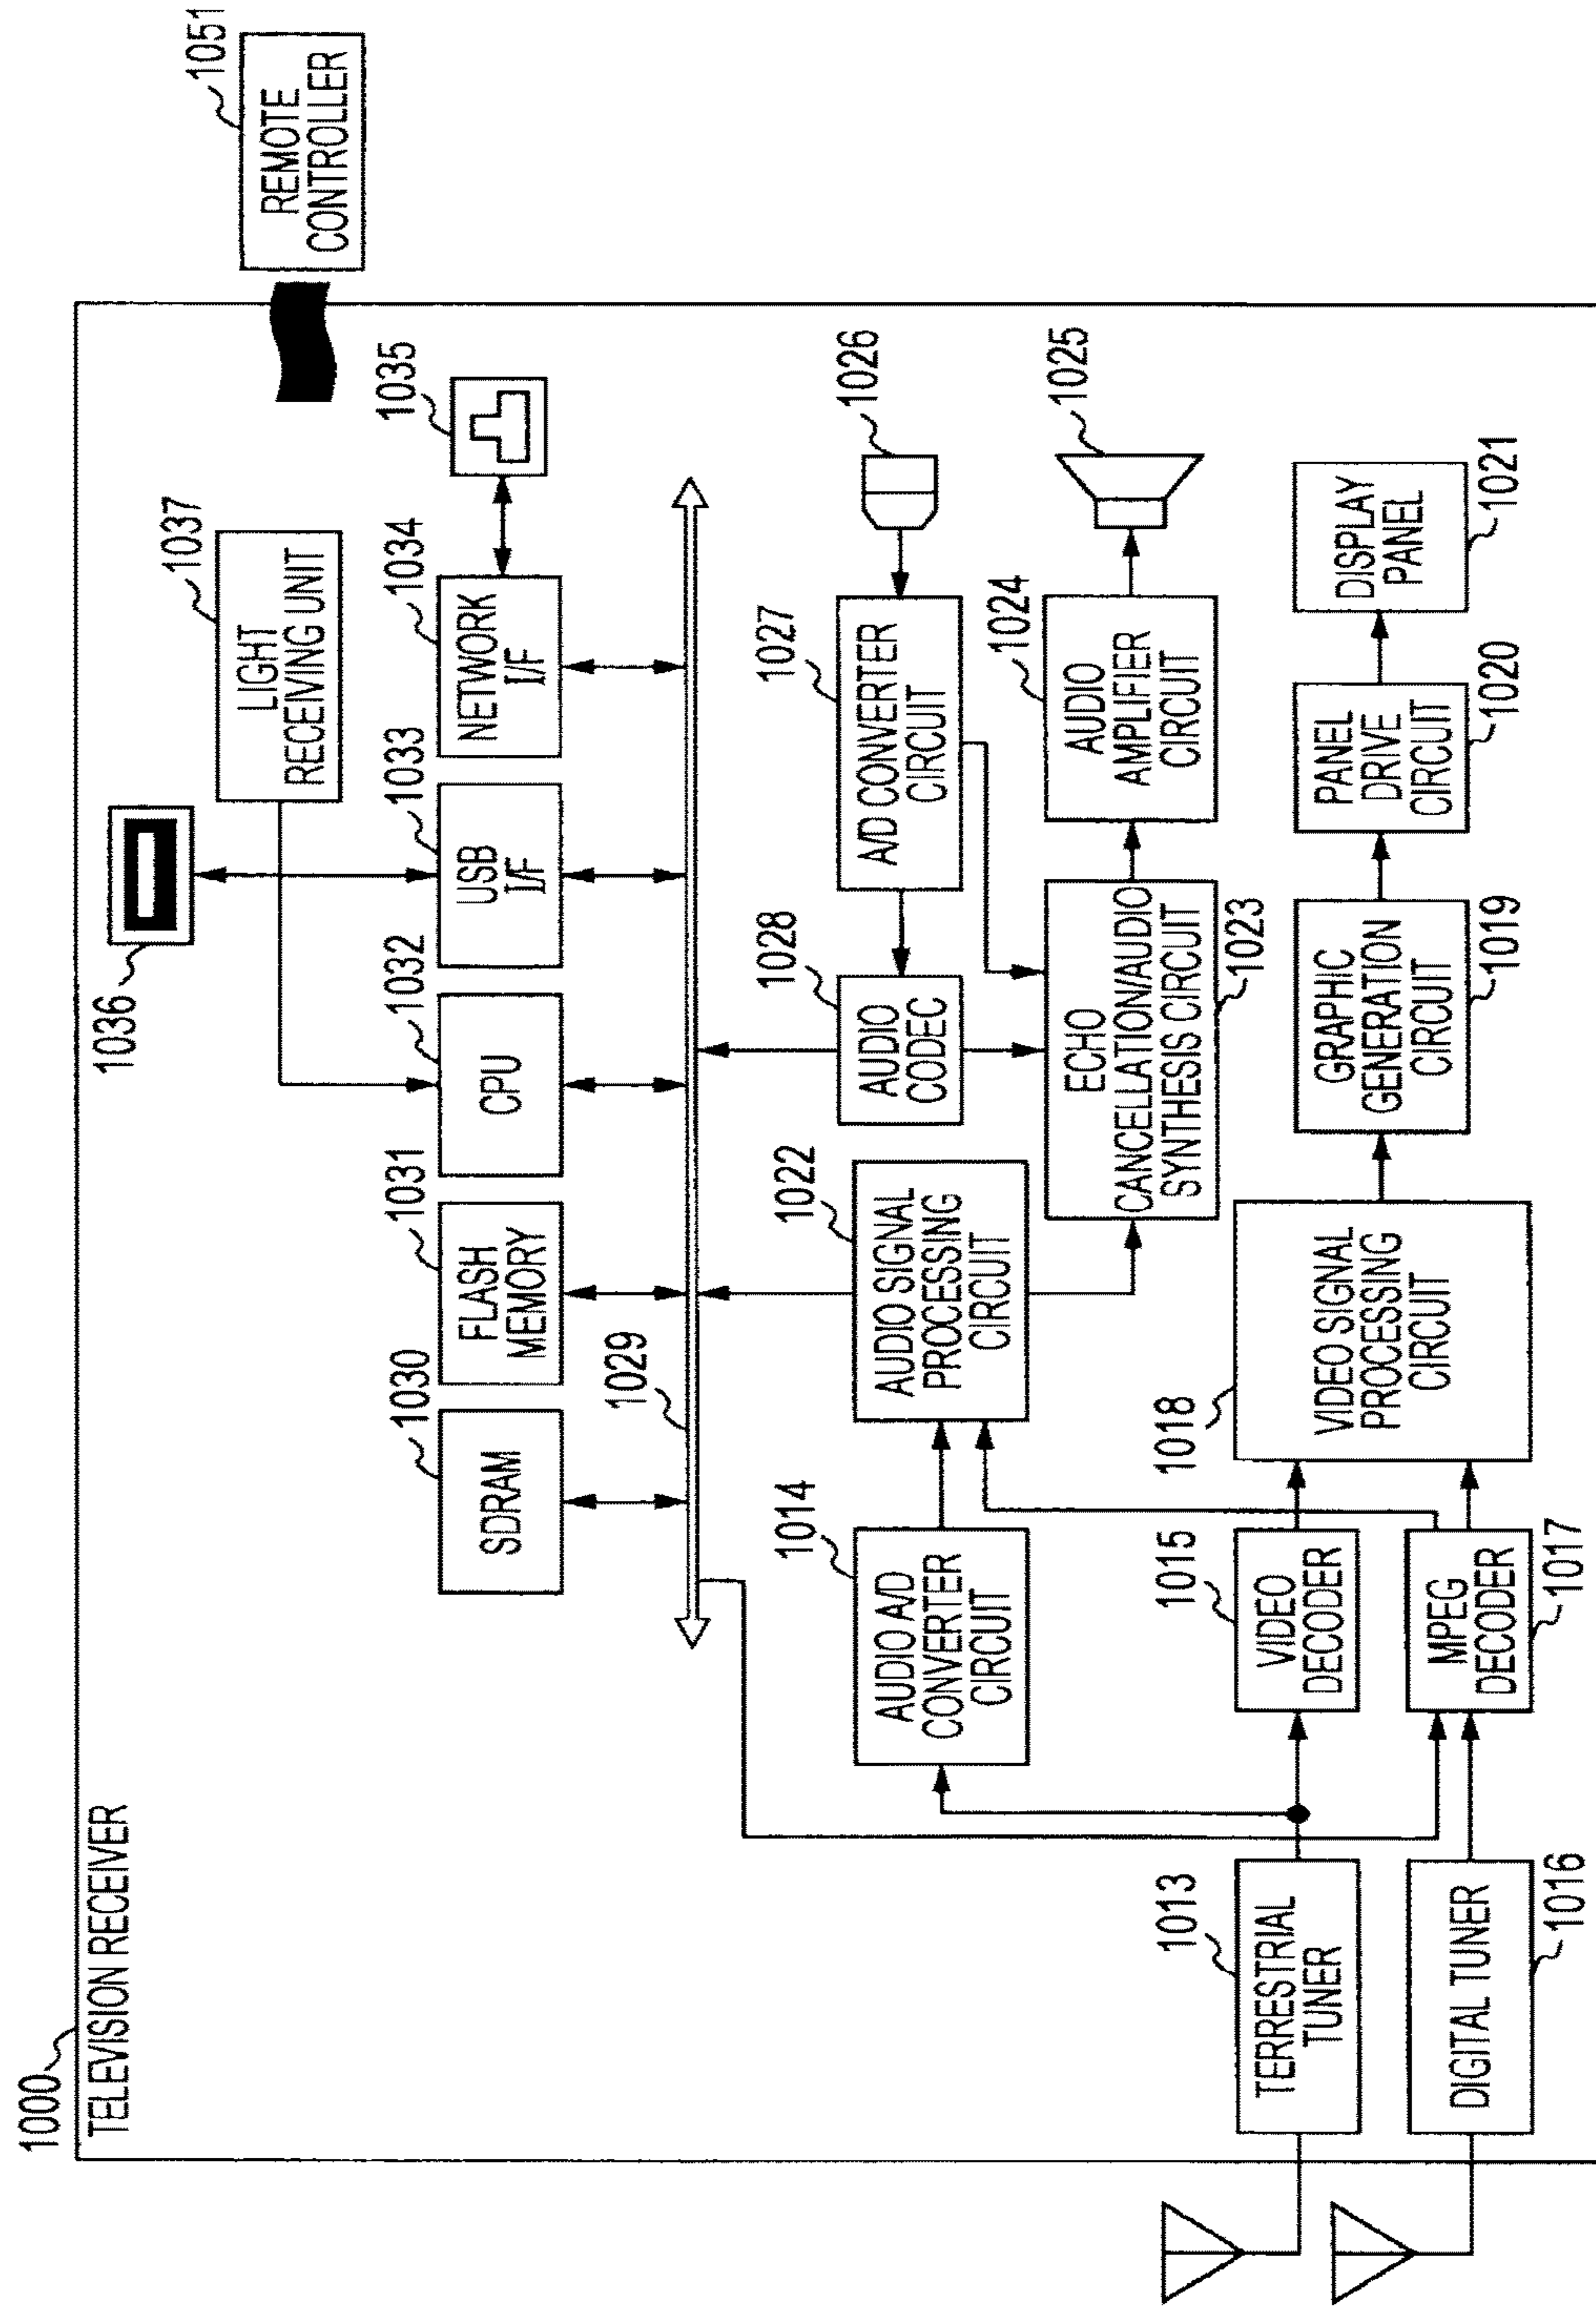 1000
TELEVISION RECEIVER
1036
1037
LIGHT
RECEIVING UNIT
1051
REMOTE
CONTROLLER
1030
SDRAM
1031
FLASH
MEMORY
1032
CPU
1033
USB
I/F
1034
NETWORK
I/F
1035
1029
1014
AUDIO A/D
CONVERTER
CIRCUIT
1022
AUDIO SIGNAL
PROCESSING
CIRCUIT
1028
AUDIO
CODEC
1027
A/D CONVERTER
CIRCUIT
1026
ECHO
CANCELLATION/AUDIO
SYNTHESIS CIRCUIT
1023
1024
AUDIO
AMPLIFIER
CIRCUIT
1025
1013
TERRESTRIAL
TUNER
1015
VIDEO
DECODER
1018
VIDEO SIGNAL
PROCESSING
CIRCUIT
GRAPHIC
GENERATION
CIRCUIT
1019
PANEL
DRIVE
CIRCUIT
1020
DISPLAY
PANEL
1021
DIGITAL TUNER
1016
MPEG
DECODER
1017